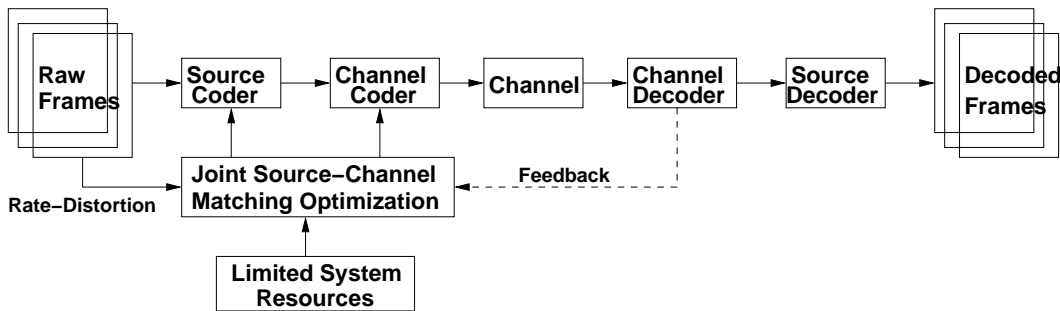 Raw
Frames
Source
Coder
Channel
Coder
Channel
Channel
Decoder
Source
Decoder
Decoded
Frames
Joint Source–Channel
Matching Optimization
Feedback
Rate–Distortion
Limited System
Resources